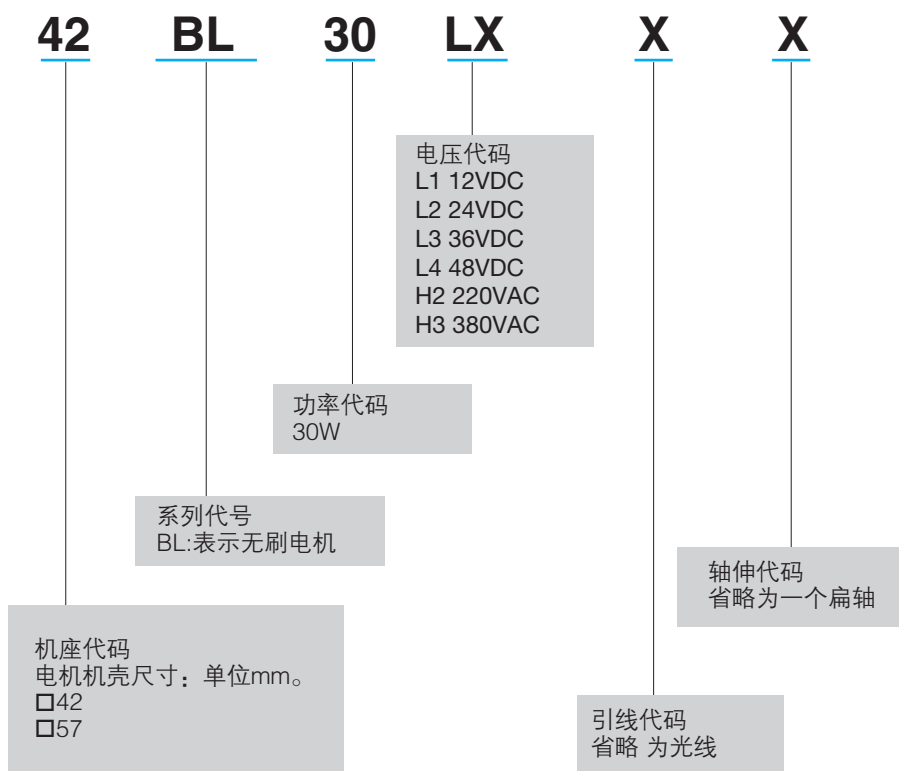 42 BL 30 LX X X
电压代码
L1 12VDC
L2 24VDC
L3 36VDC
L4 48VDC
H2 220VAC
H3 380VAC
功率代码
30W
系列代号
BL:表示无刷电机
轴伸代码
省略为一个扁轴
机座代码
电机机壳尺寸：单位mm。
□42
□57
引线代码
省略 为光线